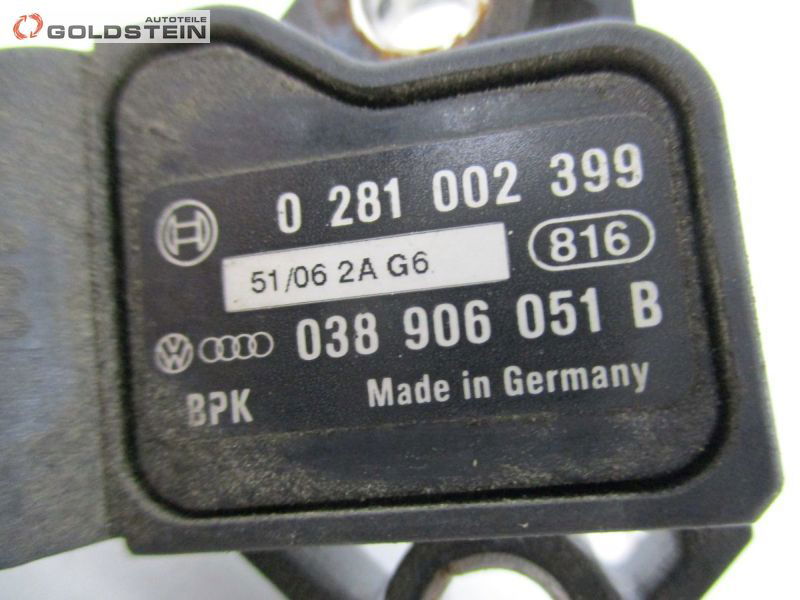 AUTOTEILE
GOLDSTEIN
0 281 002 399
51/06 2A G6
816
038 906 051 B
BPK
Made in Germany